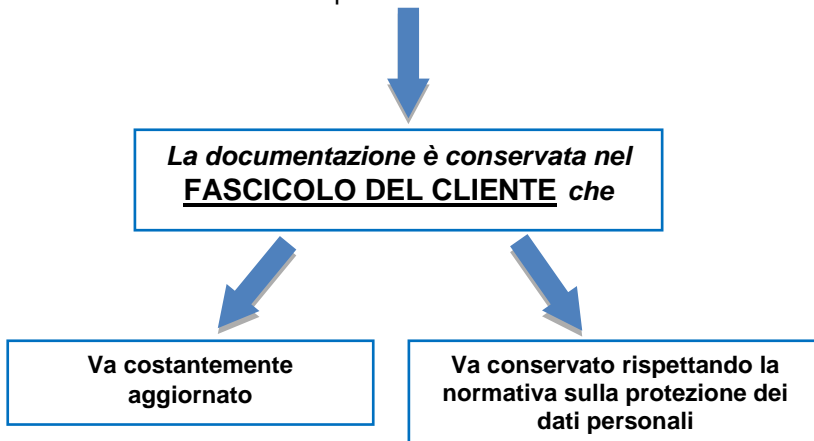 La documentazione è conservata nel
FASCICOLO DEL CLIENTE che
Va costantemente
aggiornato
Va conservato rispettando la
normativa sulla protezione dei
dati personali